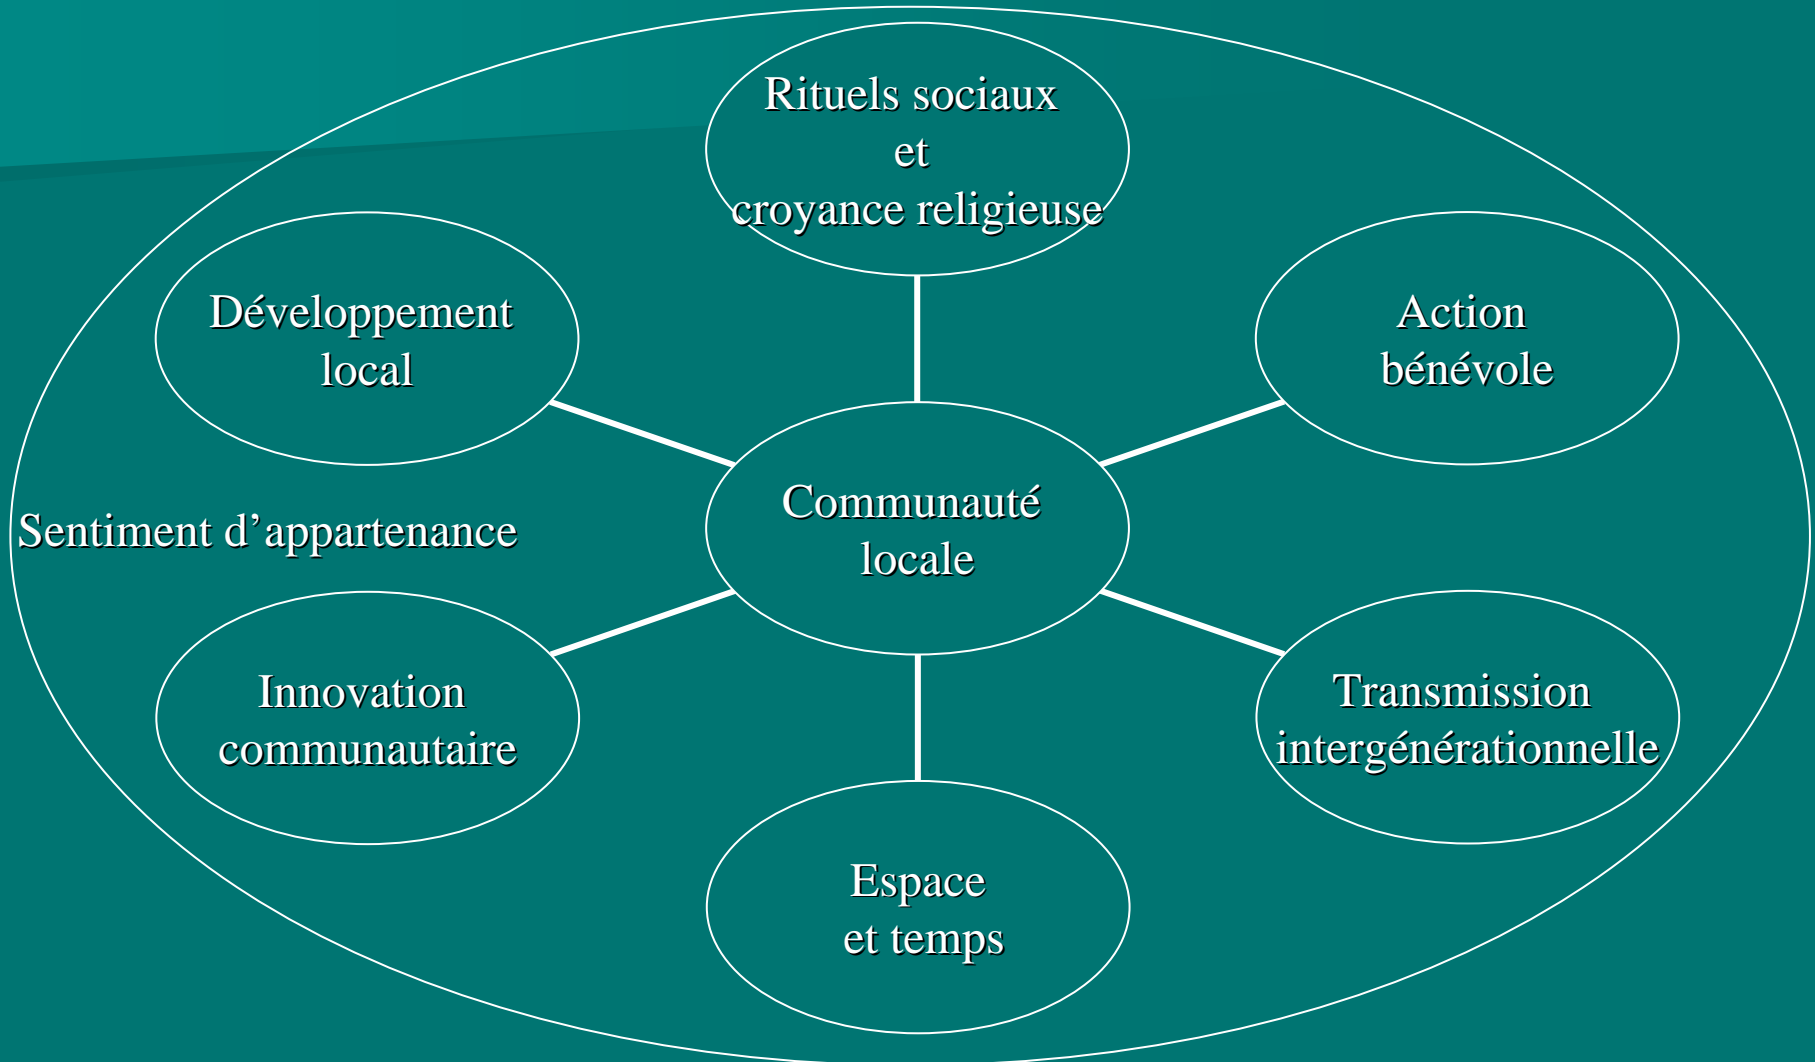 Rituels sociaux
et
croyance religieuse
Développement
local
Action
bénévole
Communauté
locale
Sentiment d’appartenance
Innovation
communautaire
Transmission
intergénérationnelle
Espace
et temps